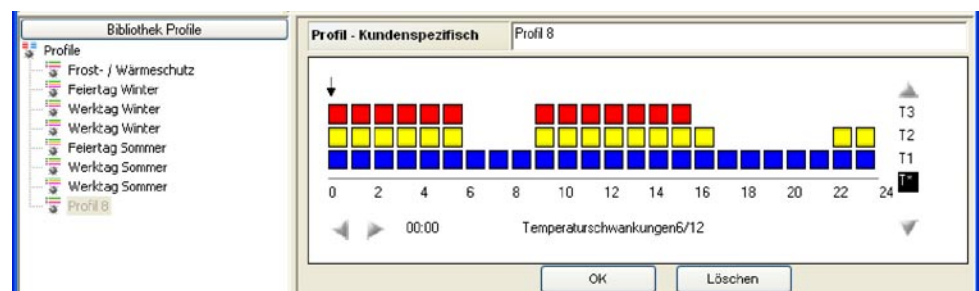 Bibliothek Profile
Profile
Frost- / Wärmeschutz
Feiertag Winter
Werktag Winter
Werktag Winter
Feiertag Sommer
Werktag Sommer
Werktag Sommer
Profil 8
Profil - Kundenspezifisch
Profil 8
T3
T2
T1
T*
0 2 4 6 8 10 12 14 16 18 20 22 24
00:00 Temperaturschwankungen6/12
OK Löschen